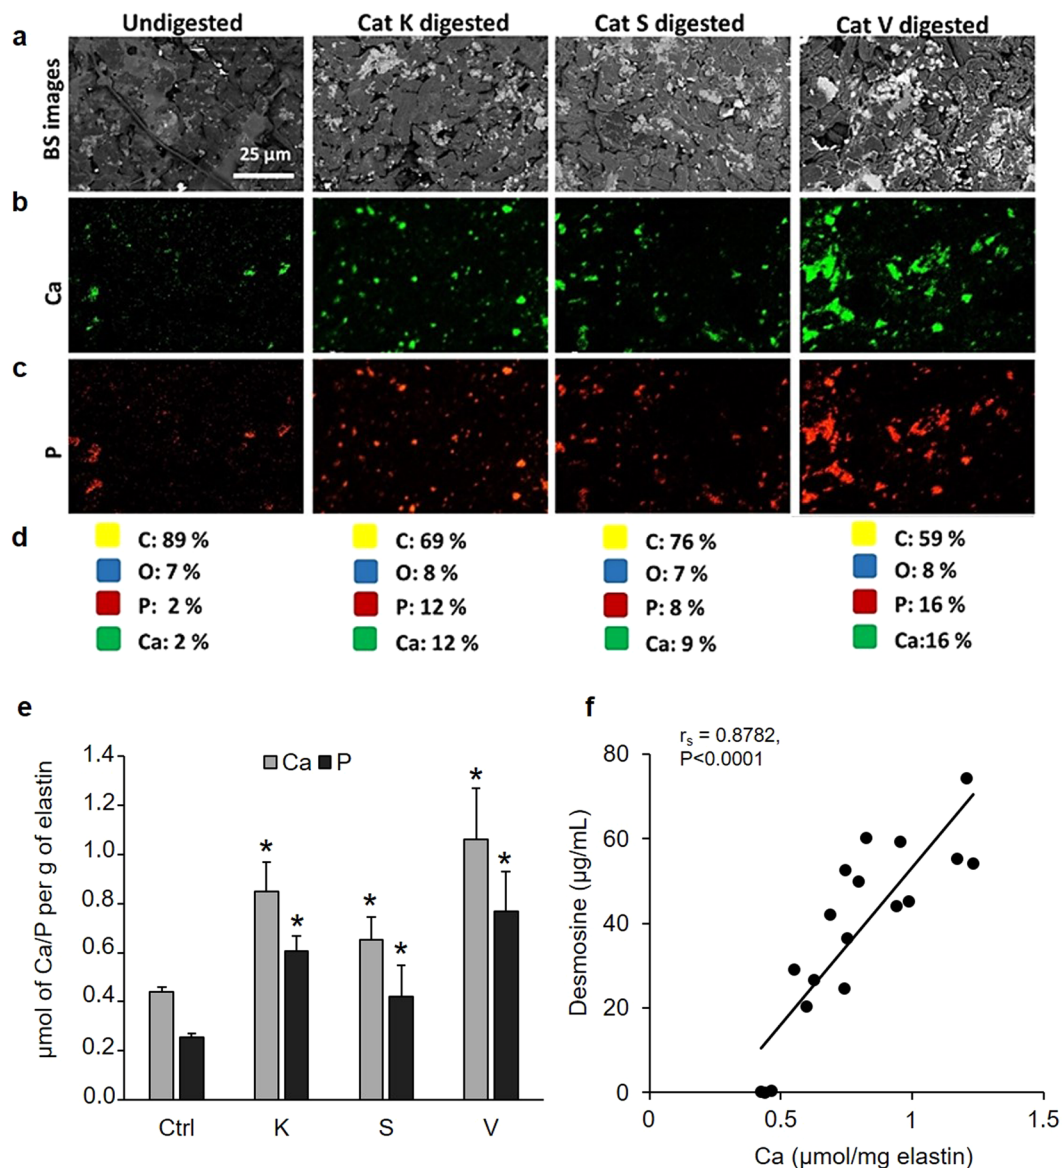 a
Undigested
Cat K digested
Cat S digested
Cat V digested
BS images
25 µm
b
Ca
c
P
d
C: 89 %
C: 69 %
C: 76 %
C: 59 %
O: 7 %
O: 8 %
O: 7 %
O: 8 %
P: 2 %
P: 12 %
P: 8 %
P: 16 %
Ca: 2 %
Ca: 12 %
Ca: 9 %
Ca:16 %
e
µmol of Ca/P per g of elastin
1.4
1.2
1.0
0.8
0.6
0.4
0.2
0.0
Ca P
* * * * * *
Ctrl K S V
f
rs = 0.8782,
P<0.0001
Desmosine (µg/mL)
80
60
40
20
0
0 0.5 1 1.5
Ca (µmol/mg elastin)